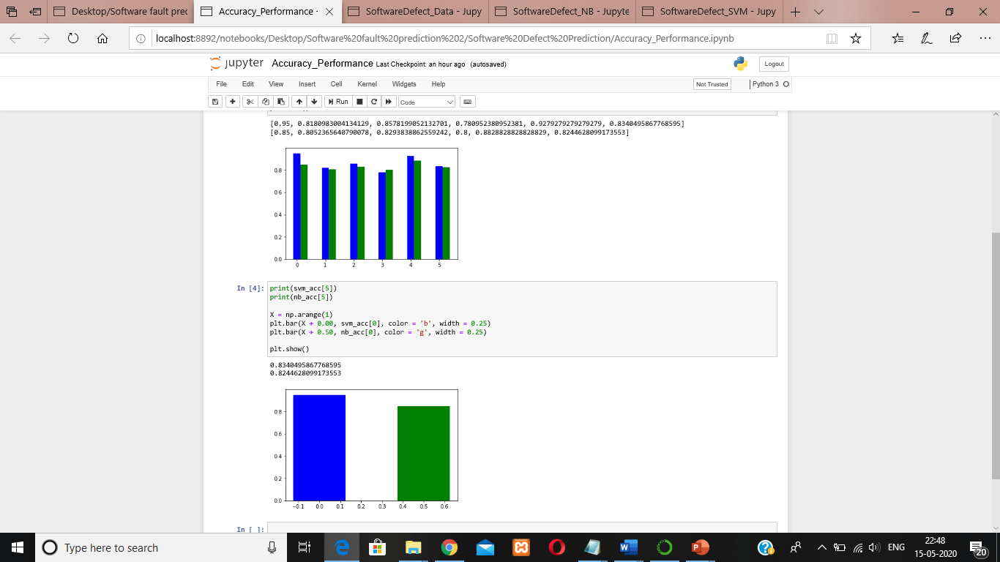 Desktop/Software fault prec
Accuracy_Performance -
SoftwareDefect_Data - Jupy
SoftwareDefect_NB - Jupyte
SoftwareDefect_SVM - Jupy
localhost:8892/notebooks/Desktop/Software%20fault%20prediction%202/Software%20Defect%20Prediction/Accuracy_Performance.ipynb
jupyter Accuracy_Performance Last Checkpoint: an hour ago (autosaved)
Logout
File Edit View Insert Cell Kernel Widgets Help
Not Trusted
Python 3
Run
Code
[0.95, 0.8180983004134129, 0.8578199052132701, 0.780952380952381, 0.9279279279279279, 0.8340495867768595]
[0.85, 0.8052365640790078, 0.8293838862559242, 0.8, 0.8828828828828829, 0.8244628099173553]
0.8
0.6
0.4
0.2
0.0
0 1 2 3 4 5
In [4]: print(svm_acc[5])
print(nb_acc[5])
X = np.arange(1)
plt.bar(X + 0.00, svm_acc[0], color = 'b', width = 0.25)
plt.bar(X + 0.50, nb_acc[0], color = 'g', width = 0.25)
plt.show()
0.8340495867768595
0.8244628099173553
0.8
0.6
0.4
0.2
0.0
−0.1 0.0 0.1 0.2 0.3 0.4 0.5 0.6
In [ ]:
Type here to search
ENG
22:48
15-05-2020
20